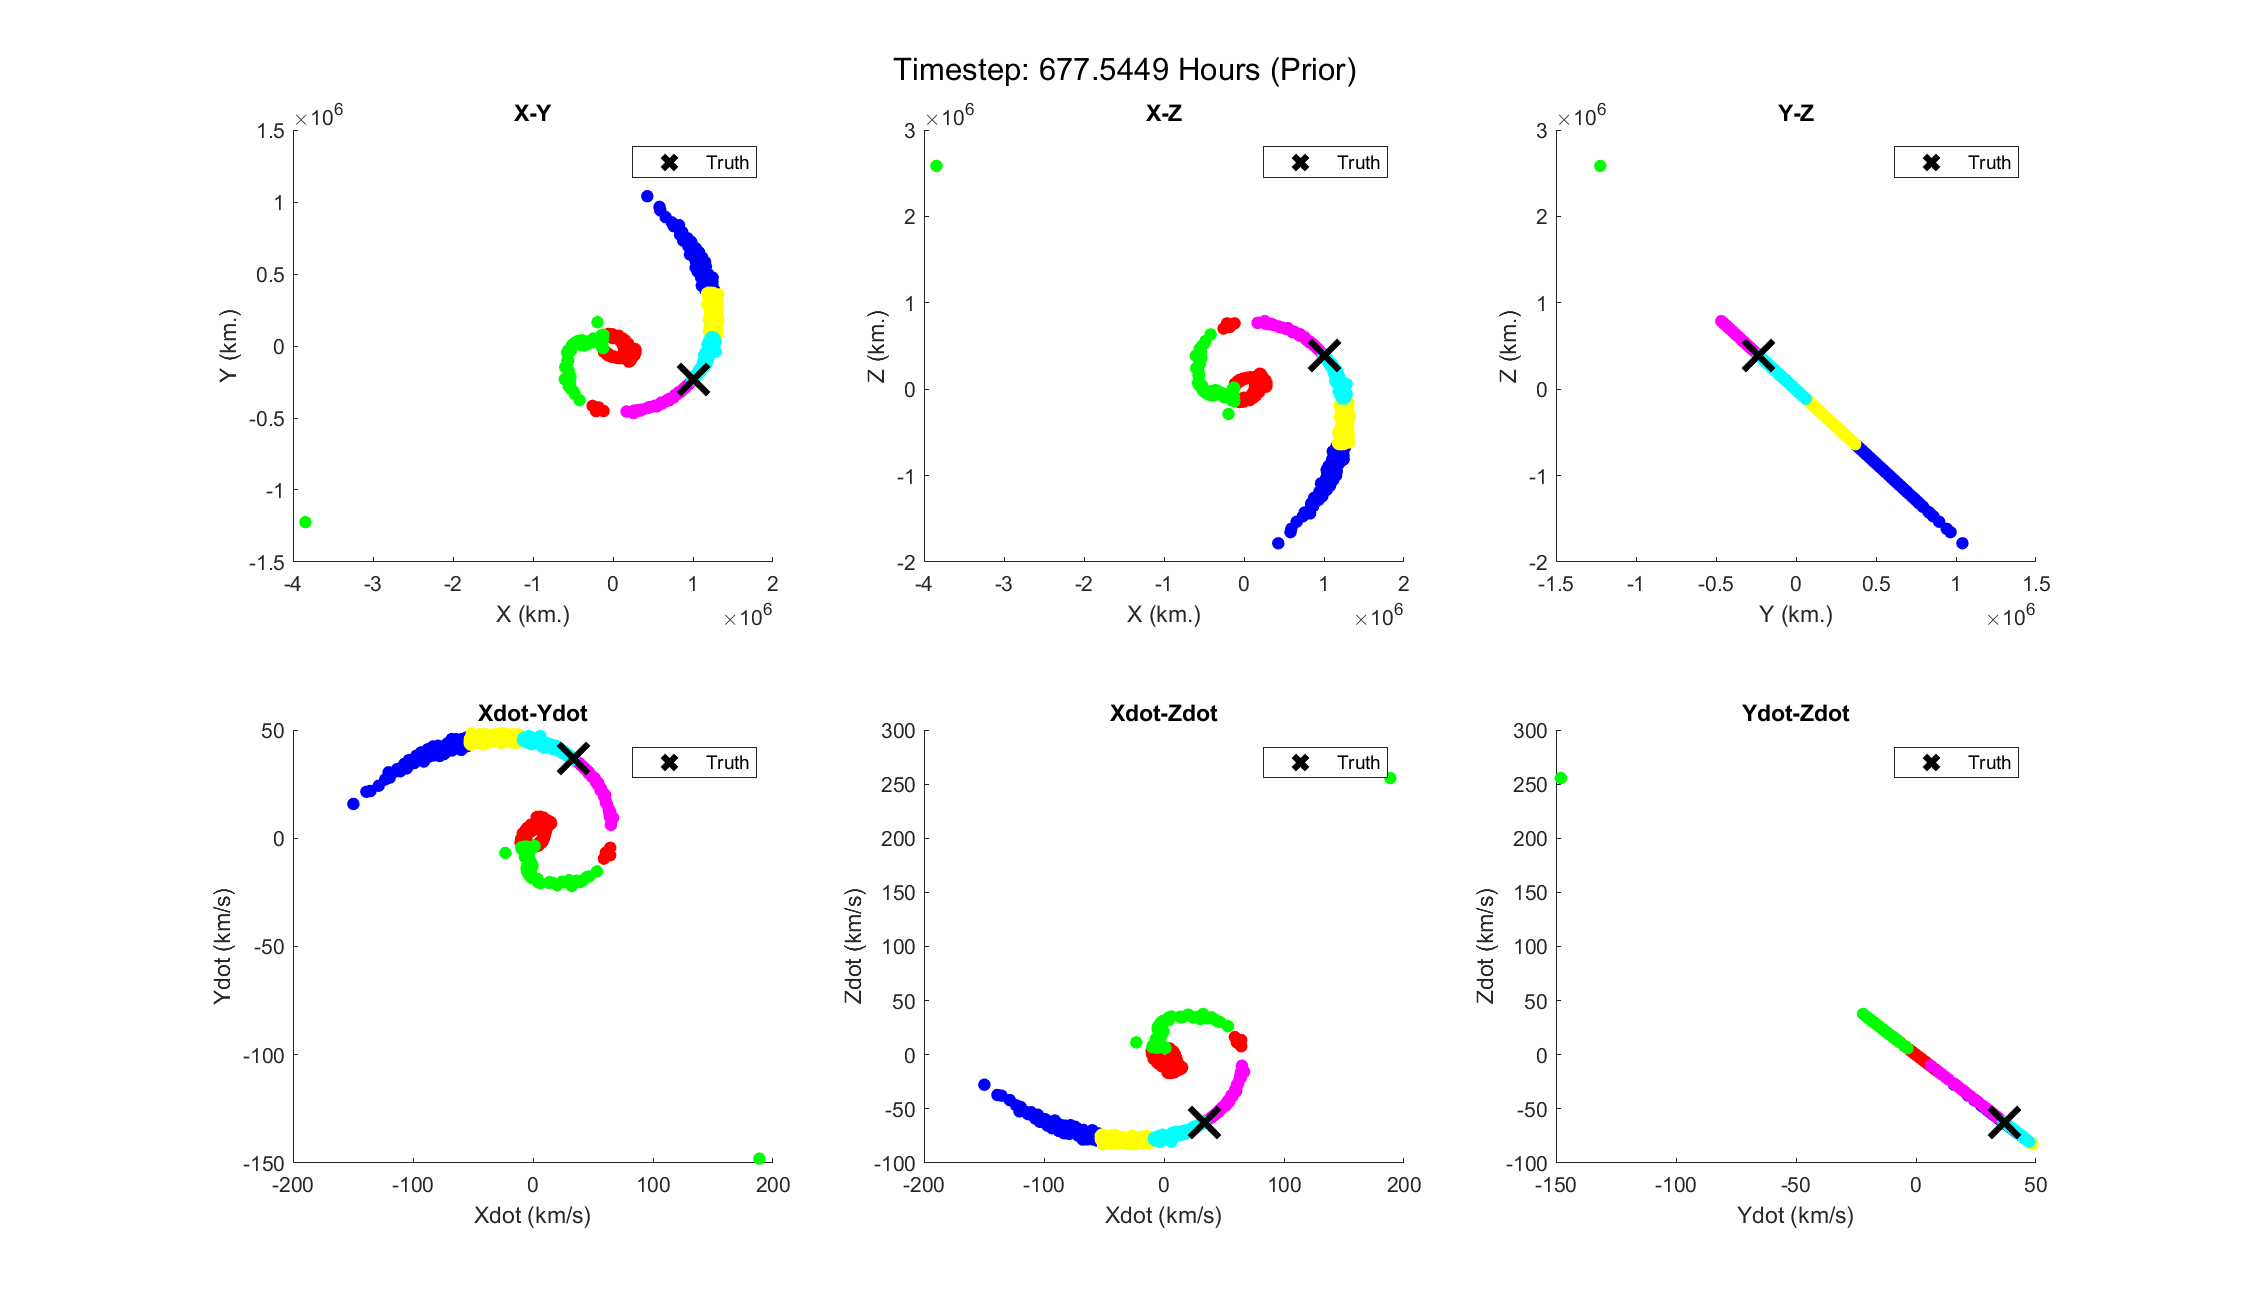 Timestep: 677.5449 Hours (Prior)
X-Y
×10^6
1.5
1
0.5
0
-0.5
-1
-1.5
Y (km.)
-4 -3 -2 -1 0 1 2
X (km.)
×10^6
Truth
X-Z
×10^6
3
2
1
0
-1
-2
Z (km.)
-4 -3 -2 -1 0 1 2
X (km.)
×10^6
Truth
Y-Z
×10^6
3
2
1
0
-1
-2
Z (km.)
-1.5 -1 -0.5 0 0.5 1 1.5
Y (km.)
×10^6
Truth
Xdot-Ydot
50
0
-50
-100
-150
Ydot (km/s)
-200 -100 0 100 200
Xdot (km/s)
Truth
Xdot-Zdot
300
250
200
150
100
50
0
-50
-100
Zdot (km/s)
-200 -100 0 100 200
Xdot (km/s)
Truth
Ydot-Zdot
300
250
200
150
100
50
0
-50
-100
Zdot (km/s)
-150 -100 -50 0 50
Ydot (km/s)
Truth